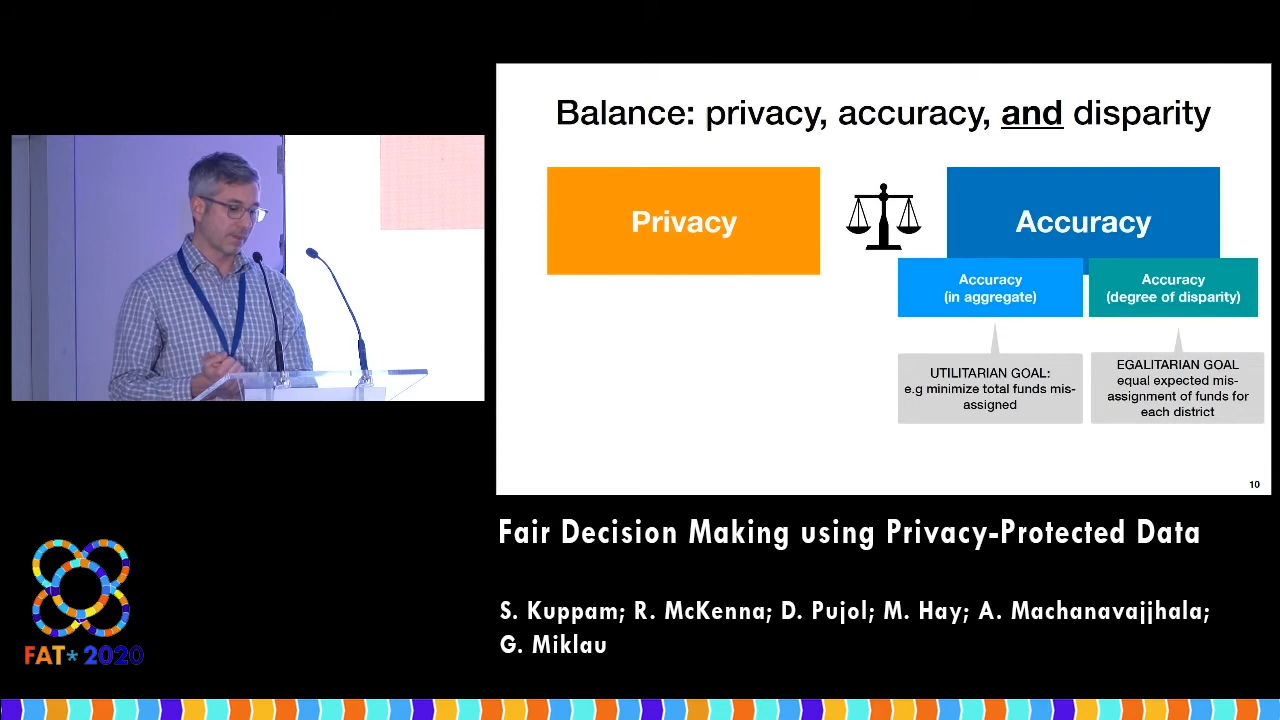 Balance: privacy, accuracy, and disparity
Privacy
Accuracy
Accuracy
(in aggregate)
Accuracy
(degree of disparity)
UTILITARIAN GOAL:
e.g minimize total funds mis-
assigned
EGALITARIAN GOAL
equal expected mis-
assignment of funds for
each district
10
Fair Decision Making using Privacy-Protected Data
S. Kuppam; R. McKenna; D. Pujol; M. Hay; A. Machanavajjhala;
G. Miklau
FAT* 2020